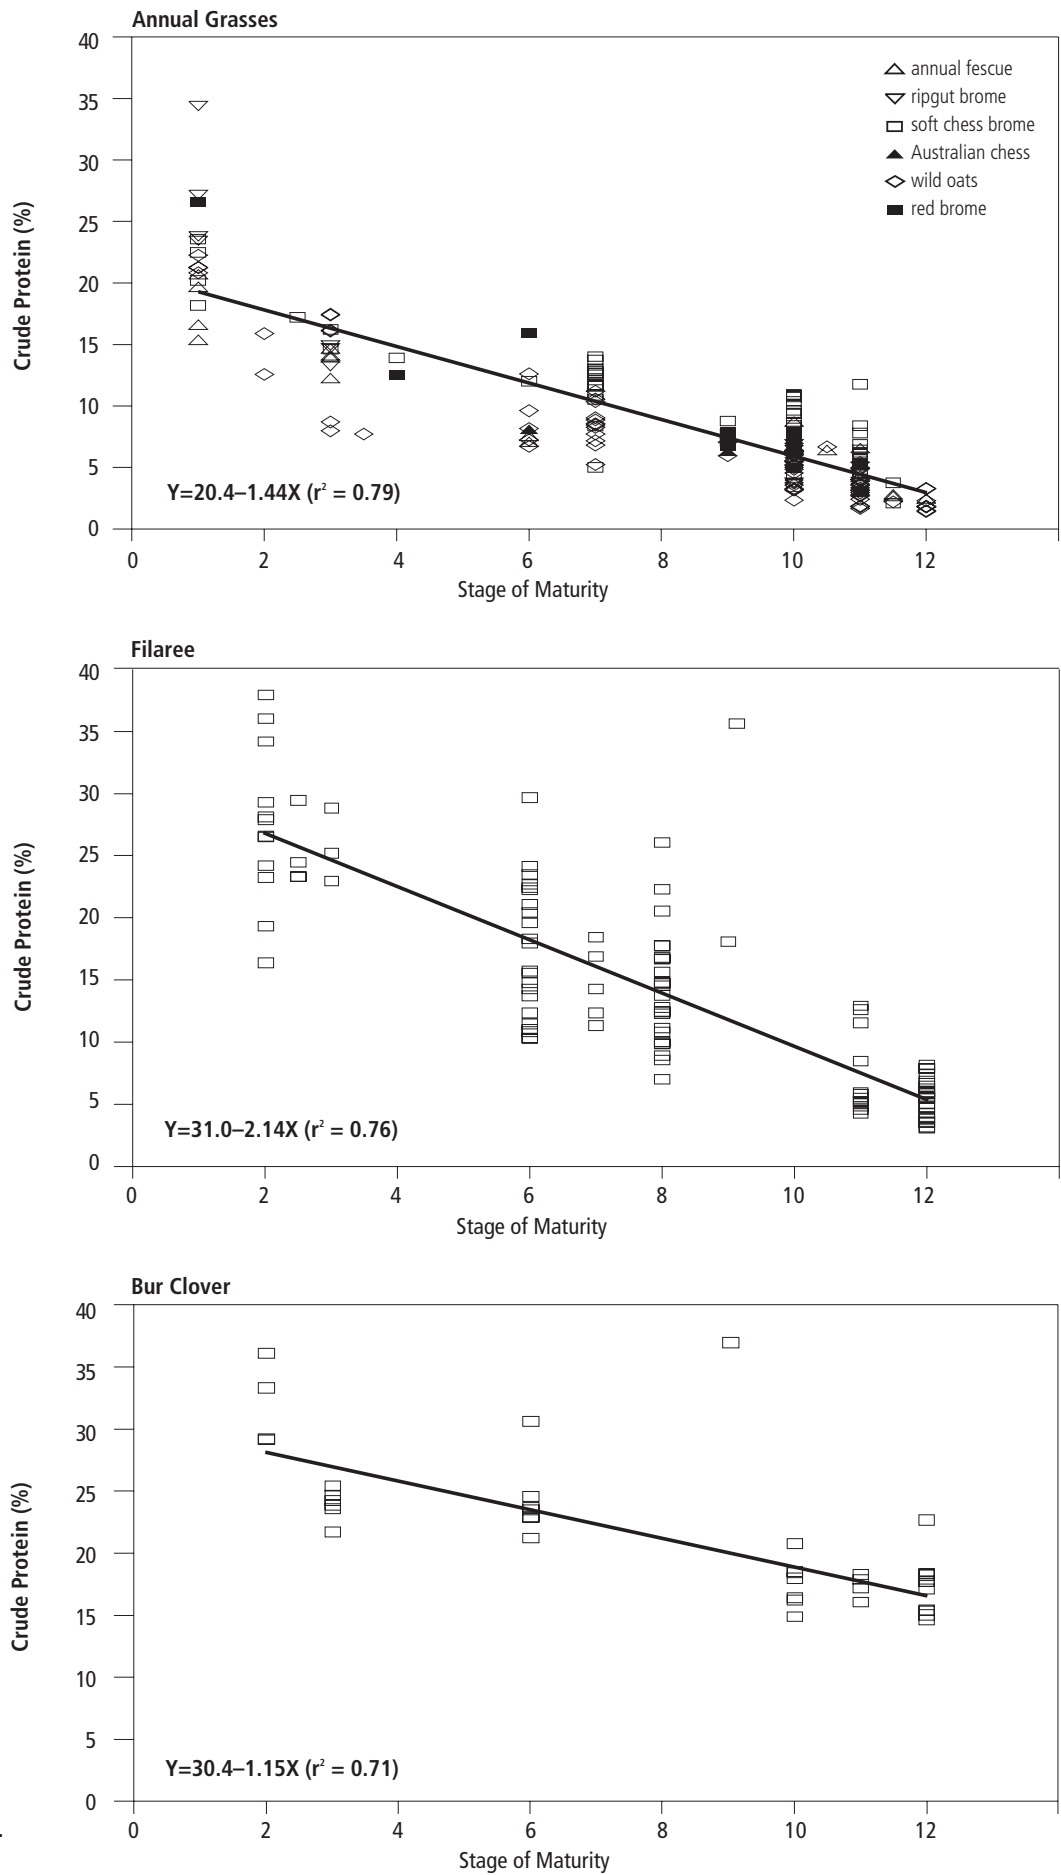 Annual Grasses
Crude Protein (%)
40
35
30
25
20
15
10
5
0
annual fescue
ripgut brome
soft chess brome
Australian chess
wild oats
red brome
Y=20.4–1.44X (r² = 0.79)
0 2 4 6 8 10 12
Stage of Maturity
Filaree
Crude Protein (%)
40
35
30
25
20
15
10
5
0
Y=31.0–2.14X (r² = 0.76)
0 2 4 6 8 10 12
Stage of Maturity
Bur Clover
Crude Protein (%)
40
35
30
25
20
15
10
5
0
Y=30.4–1.15X (r² = 0.71)
0 2 4 6 8 10 12
Stage of Maturity